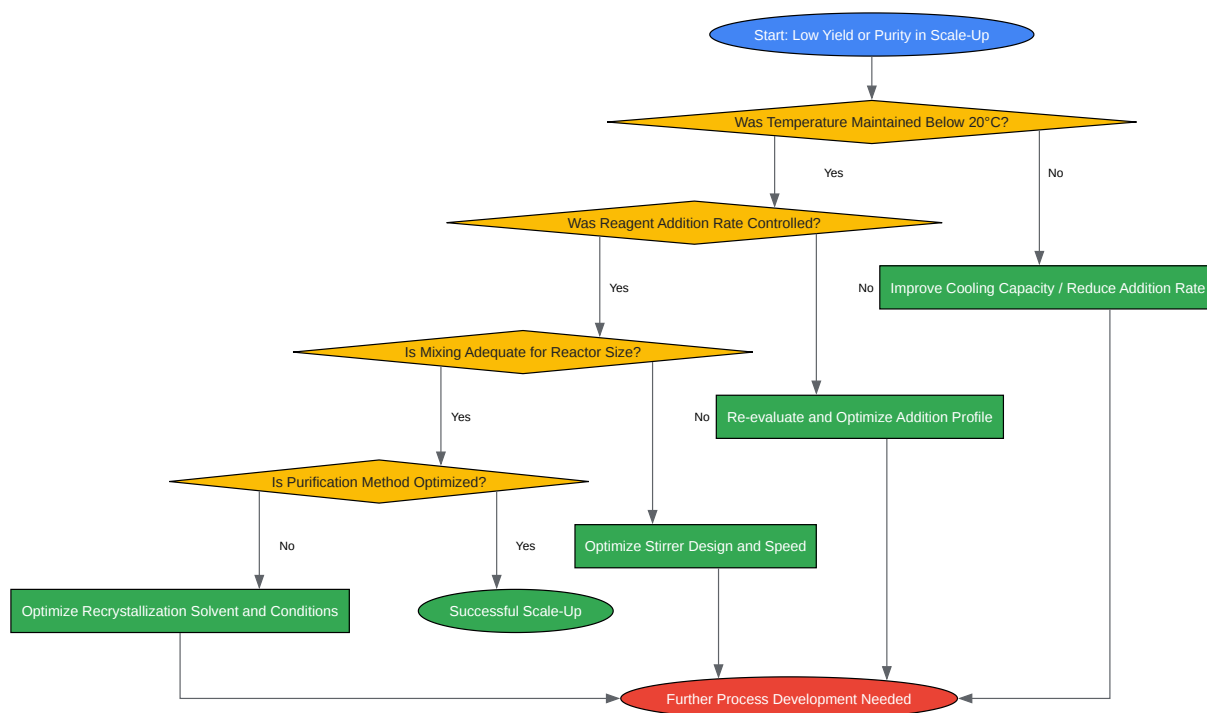 Start: Low Yield or Purity in Scale-Up
Was Temperature Maintained Below 20°C?
Yes
No
Was Reagent Addition Rate Controlled?
Yes
No
Improve Cooling Capacity / Reduce Addition Rate
Is Mixing Adequate for Reactor Size?
Yes
No
Re-evaluate and Optimize Addition Profile
Is Purification Method Optimized?
No
Yes
Optimize Stirrer Design and Speed
Optimize Recrystallization Solvent and Conditions
Successful Scale-Up
Further Process Development Needed